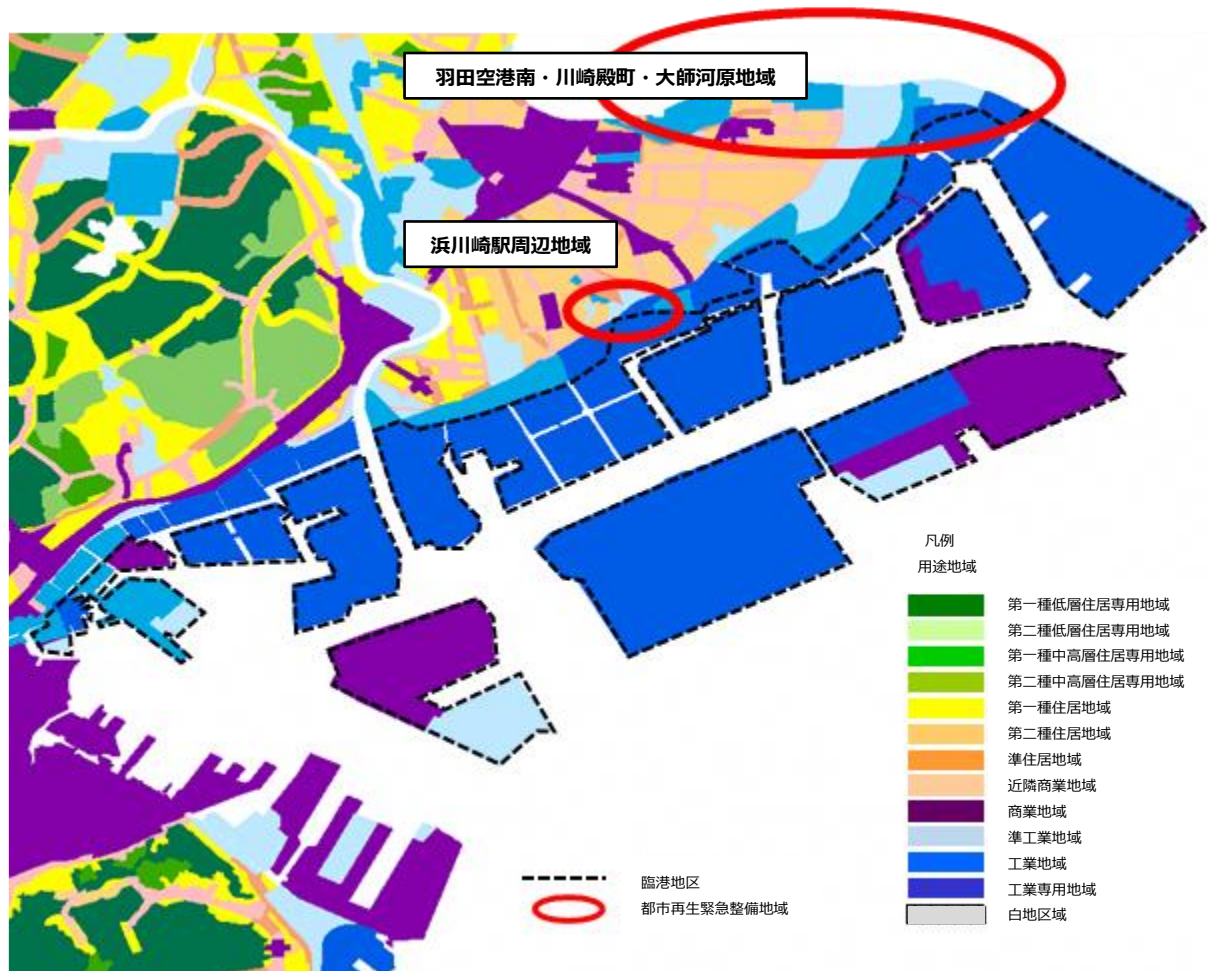 羽田空港南・川崎殿町・大師河原地域
浜川崎駅周辺地域
凡例
用途地域
第一種低層住居専用地域
第二種低層住居専用地域
第一種中高層住居専用地域
第二種中高層住居専用地域
第一種住居地域
第二種住居地域
準住居地域
近隣商業地域
商業地域
準工業地域
工業地域
工業専用地域
白地区域
臨港地区
都市再生緊急整備地域